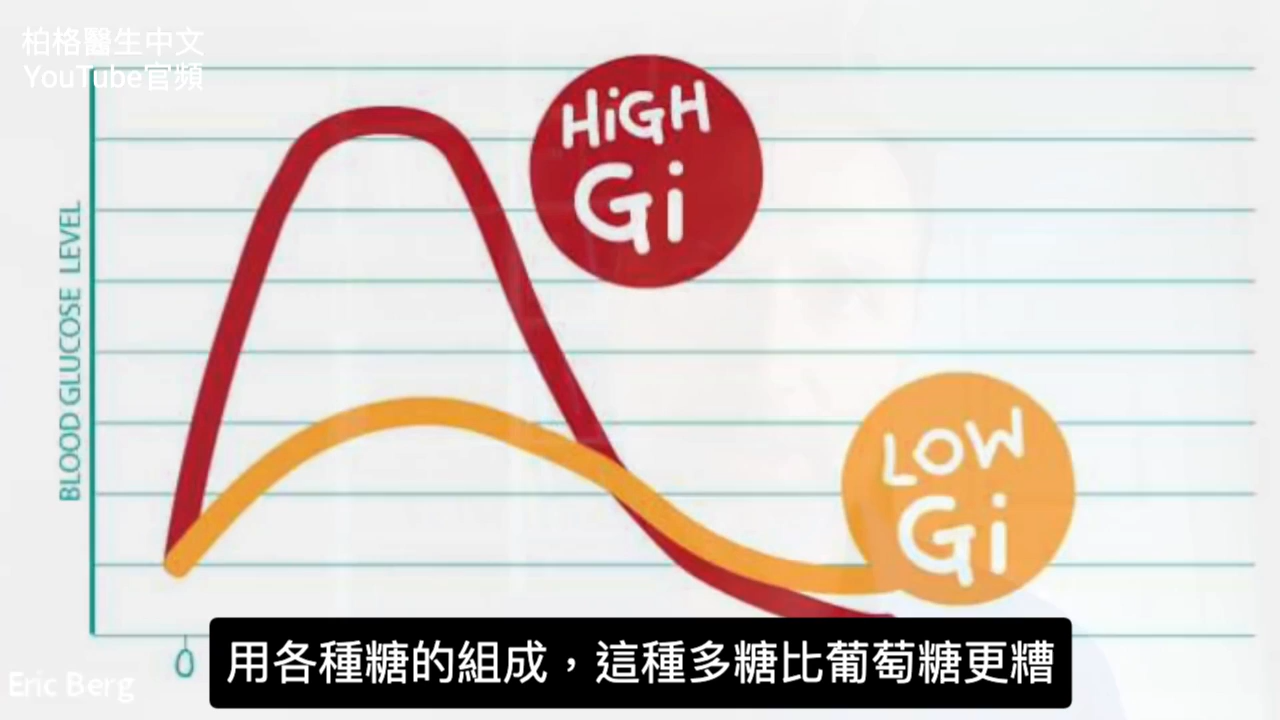 柏格醫生中文
YouTube官頻
HiGH
Gi
BLOOD GLUCOSE LEVEL
LOW
Gi
0
用各種糖的組成，這種多糖比葡萄糖更糟
Eric Berg